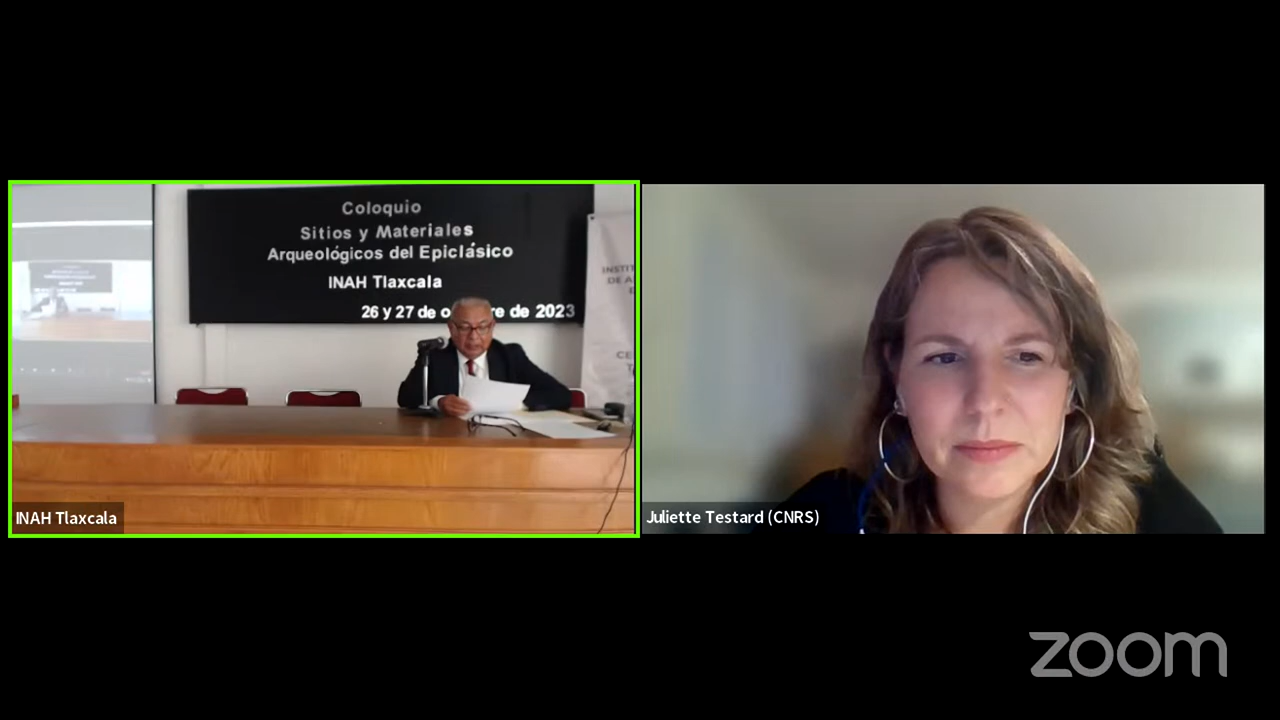 Coloquio
Sitios y Materiales
Arqueológicos del Epiclásico
INAH Tlaxcala
26 y 27 de re de 2023
INAH Tlaxcala
Juliette Testard (CNRS)
zoom